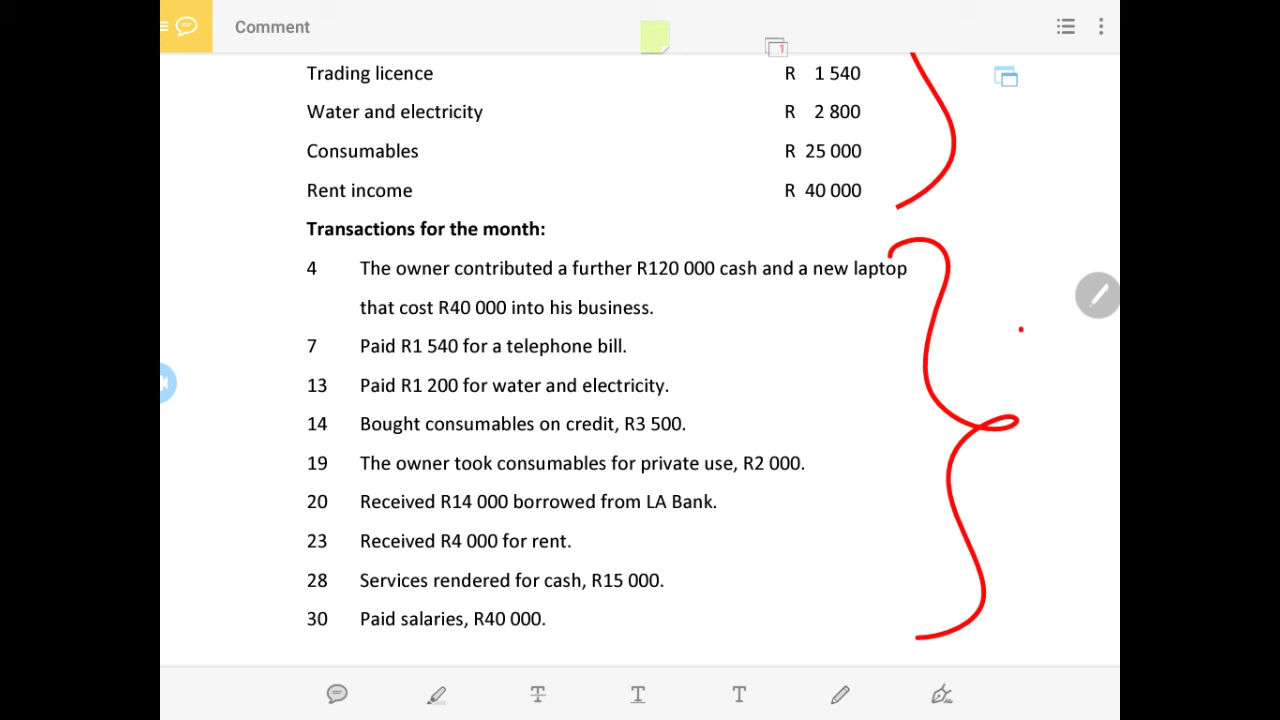 Comment
1
Trading licence R 1 540
Water and electricity R 2 800
Consumables R 25 000
Rent income R 40 000
Transactions for the month:
4 The owner contributed a further R120 000 cash and a new laptop
that cost R40 000 into his business.
7 Paid R1 540 for a telephone bill.
13 Paid R1 200 for water and electricity.
14 Bought consumables on credit, R3 500.
19 The owner took consumables for private use, R2 000.
20 Received R14 000 borrowed from LA Bank.
23 Received R4 000 for rent.
28 Services rendered for cash, R15 000.
30 Paid salaries, R40 000.
T T T